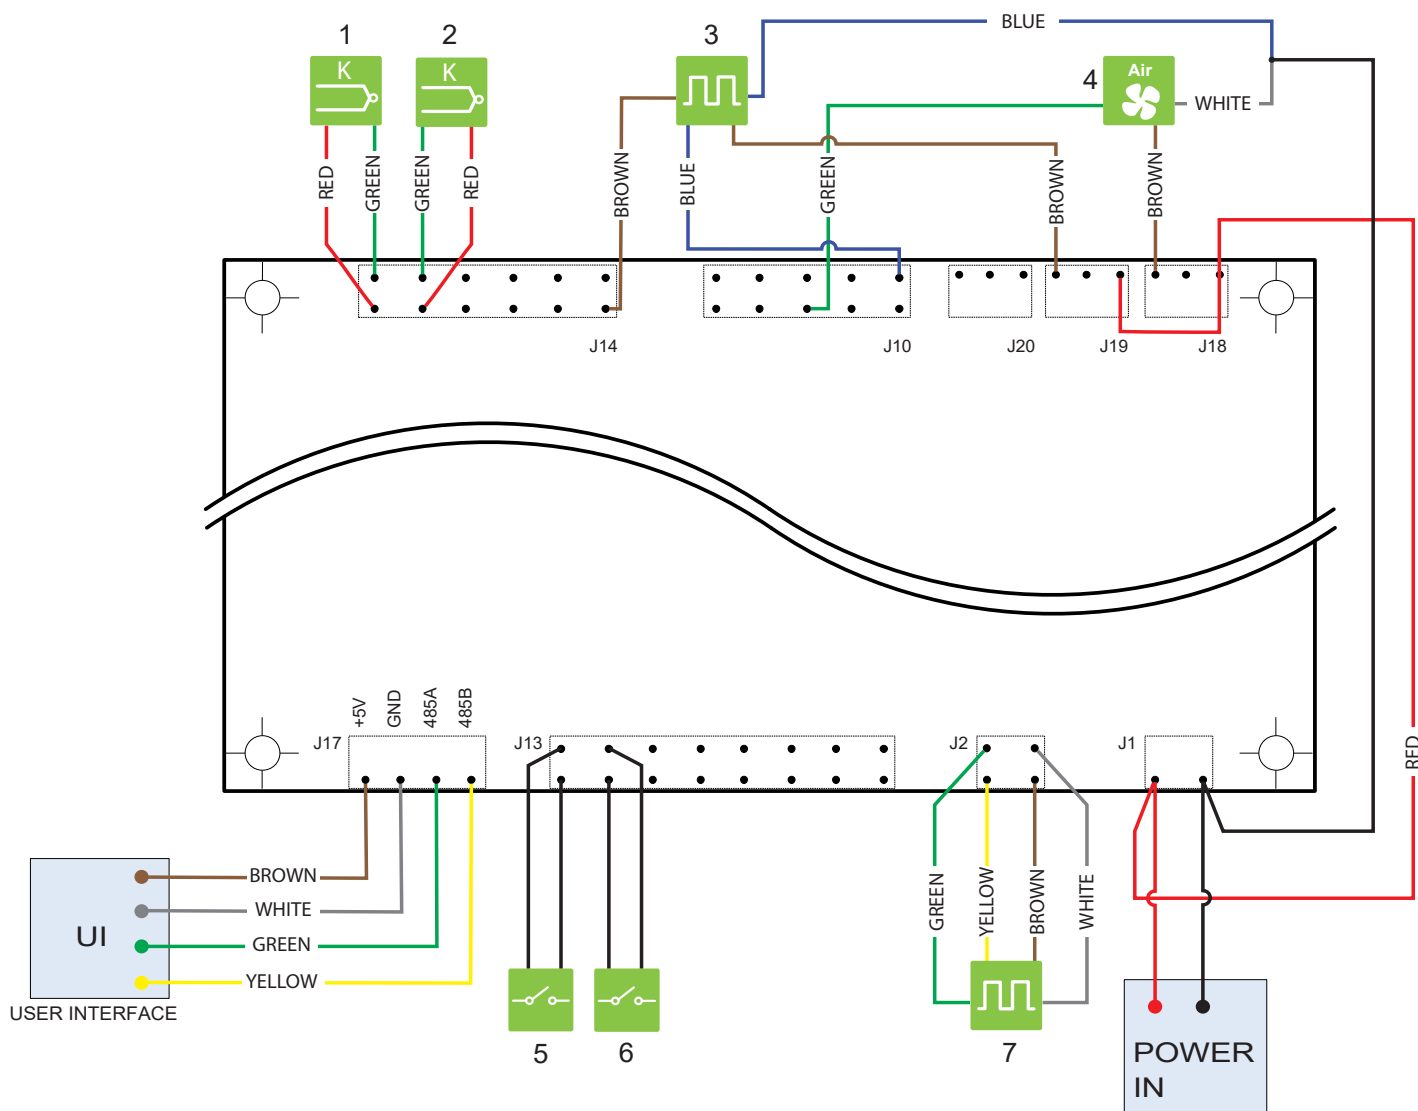 BLUE
1
2
3
4
K
K
Air
WHITE
RED
GREEN
GREEN
RED
BROWN
BLUE
GREEN
BROWN
BROWN
J14
J10
J20
J19
J18
+5V
GND
485A
485B
J17
J13
J2
J1
RED
BROWN
WHITE
GREEN
YELLOW
UI
USER INTERFACE
GREEN
YELLOW
BROWN
WHITE
5
6
7
POWER
IN